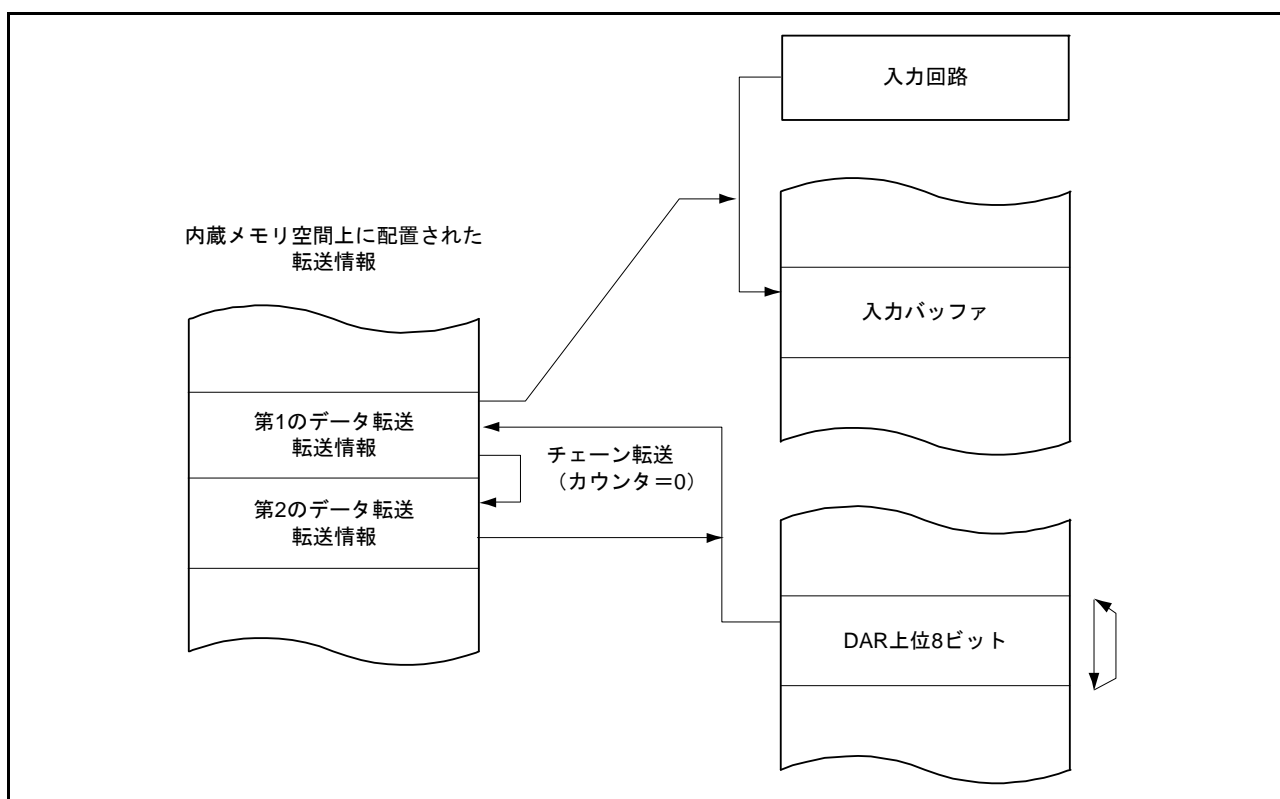 入力回路
内蔵メモリ空間上に配置された
転送情報
入力バッファ
第1のデータ転送
転送情報
チェーン転送
（カウンタ＝0）
第2のデータ転送
転送情報
DAR上位8ビット